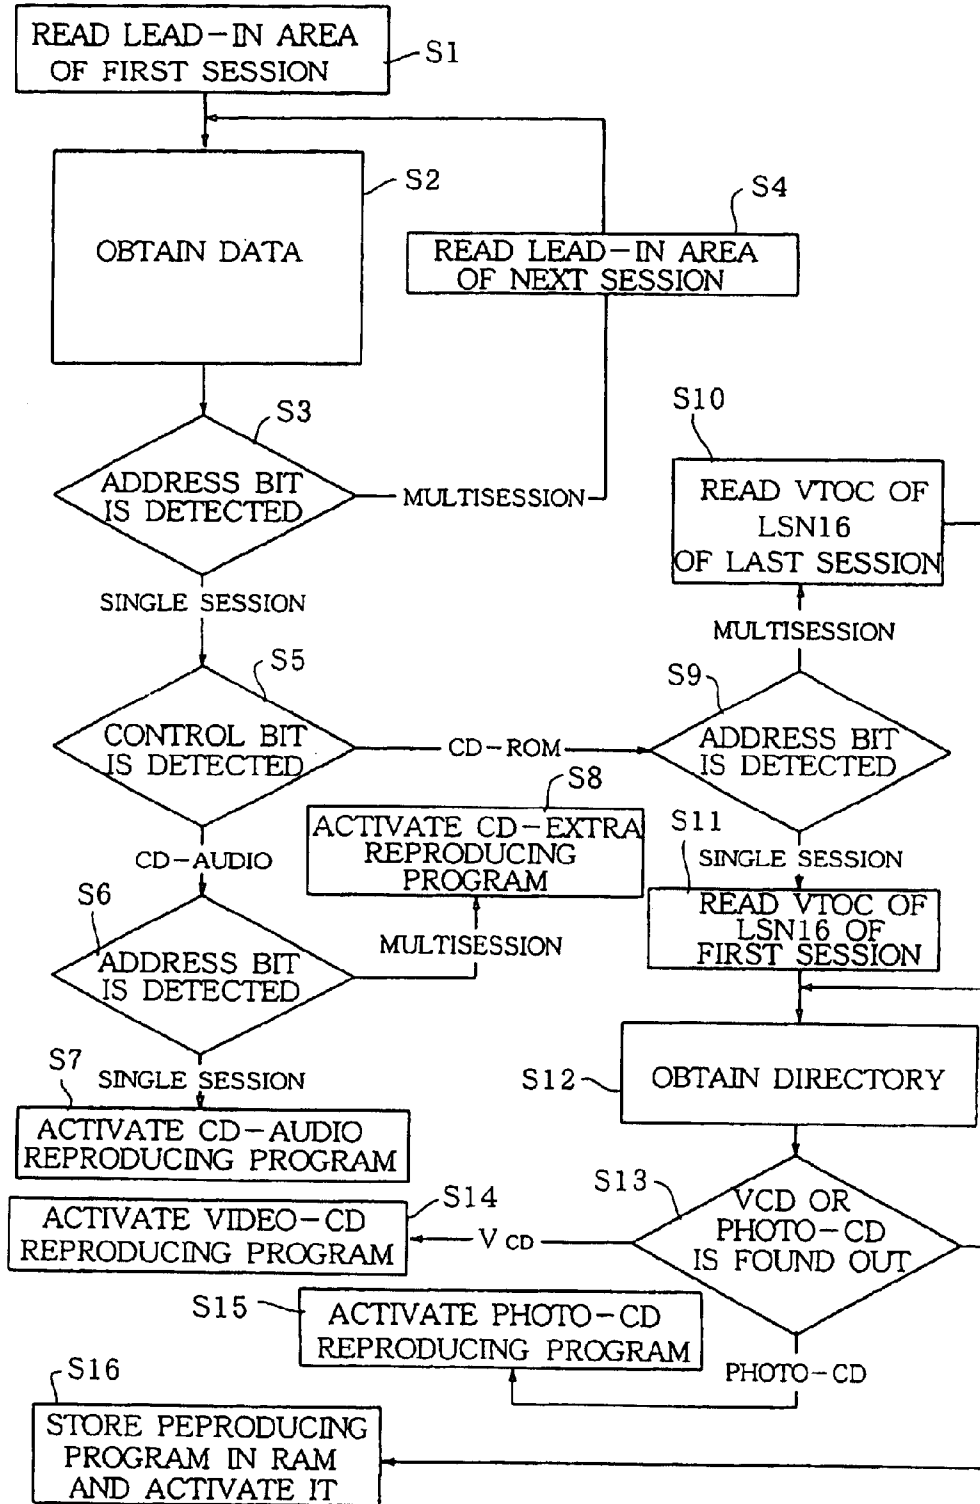 READ LEAD-IN AREA
OF FIRST SESSION
S1
OBTAIN DATA
S2
READ LEAD-IN AREA
OF NEXT SESSION
S4
ADDRESS BIT
IS DETECTED
S3
MULTISESSION
SINGLE SESSION
CONTROL BIT
IS DETECTED
S5
CD-ROM
CD-AUDIO
ADDRESS BIT
IS DETECTED
S6
MULTISESSION
ACTIVATE CD-EXTRA
REPRODUCING
PROGRAM
S8
SINGLE SESSION
S7
ACTIVATE CD-AUDIO
REPRODUCING PROGRAM
S9
ADDRESS BIT
IS DETECTED
MULTISESSION
S10
READ VTOC OF
LSN16
OF LAST SESSION
SINGLE SESSION
S11
READ VTOC OF
LSN16 OF
FIRST SESSION
S12
OBTAIN DIRECTORY
S13
VCD OR
PHOTO-CD
IS FOUND OUT
VCD
S14
ACTIVATE VIDEO-CD
REPRODUCING PROGRAM
PHOTO-CD
S15
ACTIVATE PHOTO-CD
REPRODUCING PROGRAM
S16
STORE PEPRODUCING
PROGRAM IN RAM
AND ACTIVATE IT